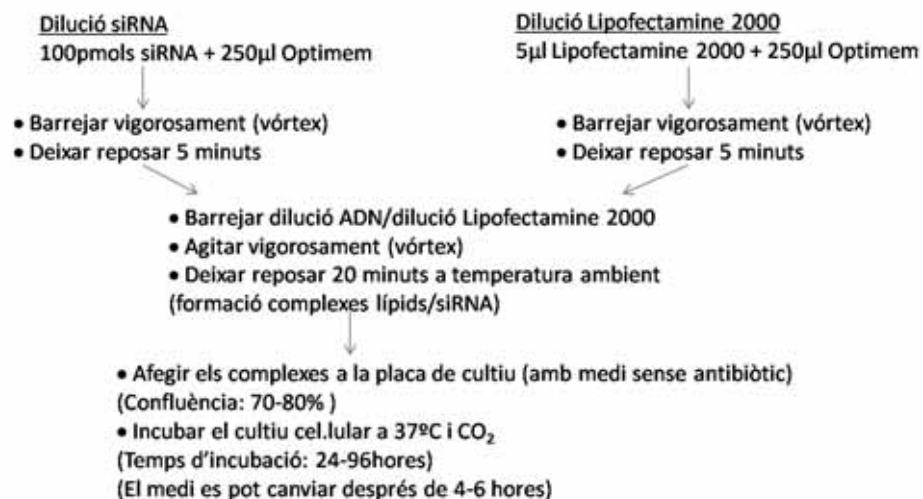 Dilució siRNA
100pmols siRNA + 250µl Optimem
Dilució Lipofectamine 2000
5µl Lipofectamine 2000 + 250µl Optimem
• Barrejar vigorosament (vórtex)
• Deixar reposar 5 minuts
• Barrejar vigorosament (vórtex)
• Deixar reposar 5 minuts
• Barrejar dilució ADN/dilució Lipofectamine 2000
• Agitar vigorosament (vórtex)
• Deixar reposar 20 minuts a temperatura ambient
(formació complexes lípids/siRNA)
• Afegir els complexes a la placa de cultiu (amb medi sense antibiòtic)
(Confluència: 70-80% )
• Incubar el cultiu cel.lular a 37ºC i CO₂
(Temps d'incubació: 24-96hores)
(El medi es pot canviar després de 4-6 hores)